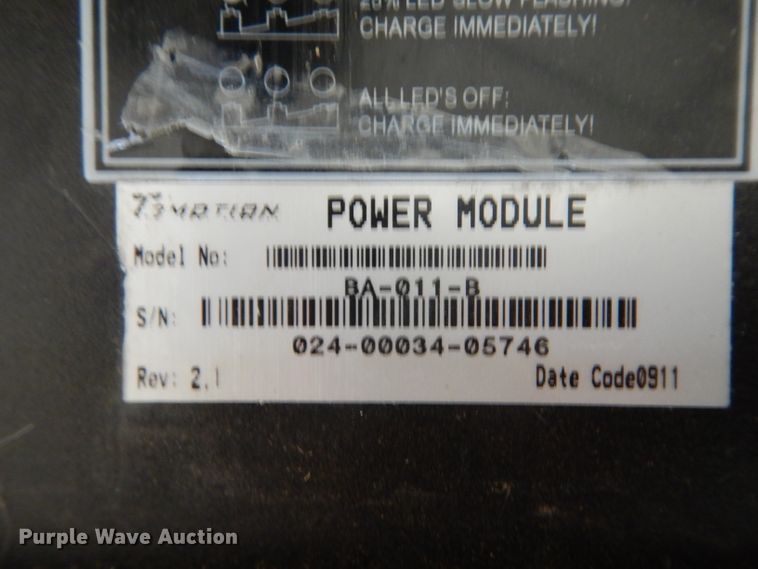 CHARGE IMMEDIATELY!
ALL LED'S OFF:
CHARGE IMMEDIATELY!
POWER MODULE
Model No:
BA-011-B
S/N:
024-00034-05746
Rev: 2.1 Date Code0911
Purple Wave Auction